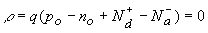 ,ρ = q(p_o − n_o + N_d^+ − N_a^−) = 0